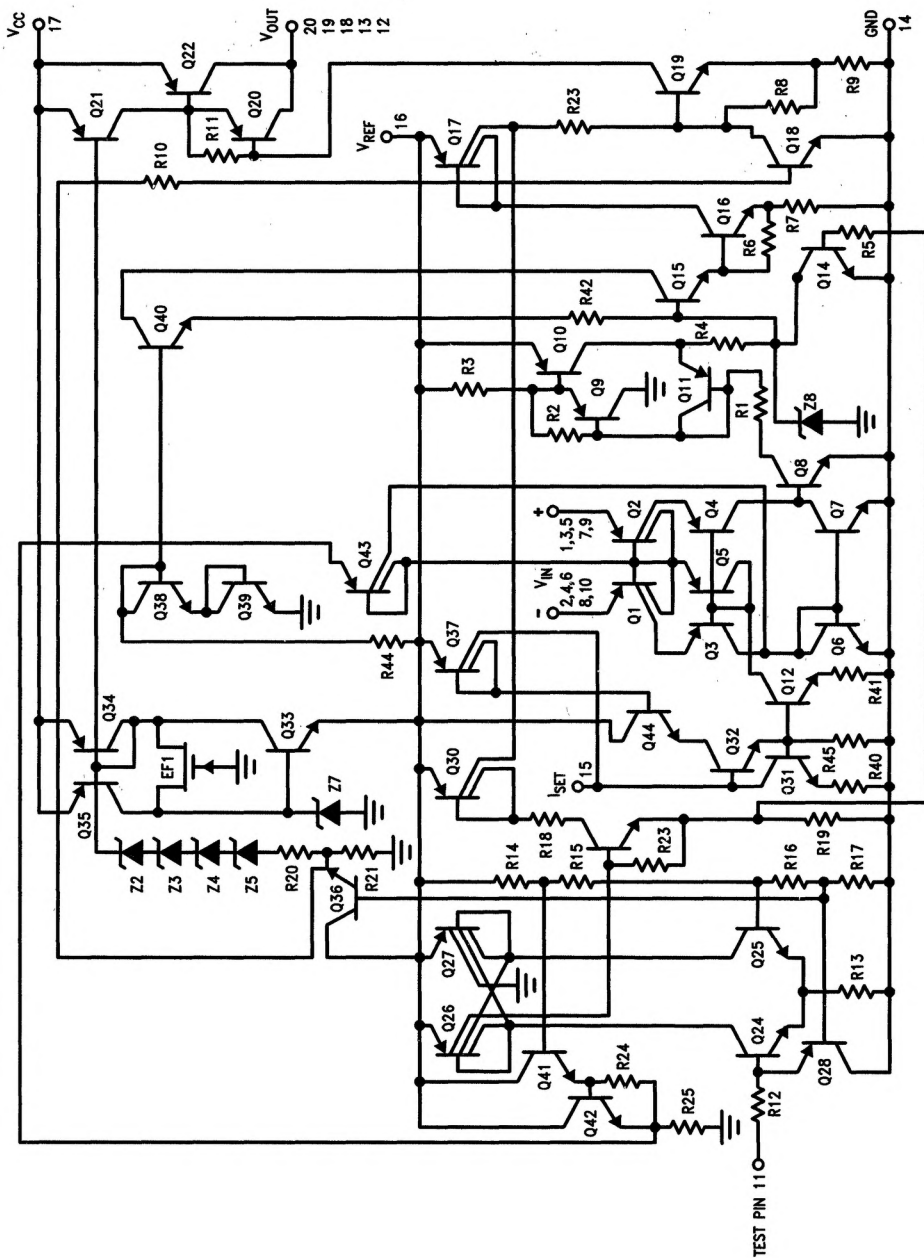 VCC
17
VOUT
20
19
18
13
12
GND
14
Q22
Q21
Q20
R11
R10
Q19
R8
R9
R23
Q18
VREF
16
Q17
Q16
R6
R7
Q14
R5
Q40
Q15
R42
R3
Q10
R4
R2
Q9
Q11
R1
Z8
Q8
Q43
Q38
Q39
R44
VIN
+
1,3,5
7,9
–
2,4,6
8,10
Q2
Q1
Q4
Q5
Q3
Q7
Q6
Q37
Q34
Q35
EF1
Q33
Z7
Q30
Q44
Q32
Q12
R41
ISET
15
Q31
R45
R40
Z2
Z3
Z4
Z5
R20
R21
Q36
R14
R18
R15
R23
R19
R16
R17
Q27
Q26
Q25
R13
Q24
Q28
Q41
R24
Q42
R25
R12
TEST PIN 11